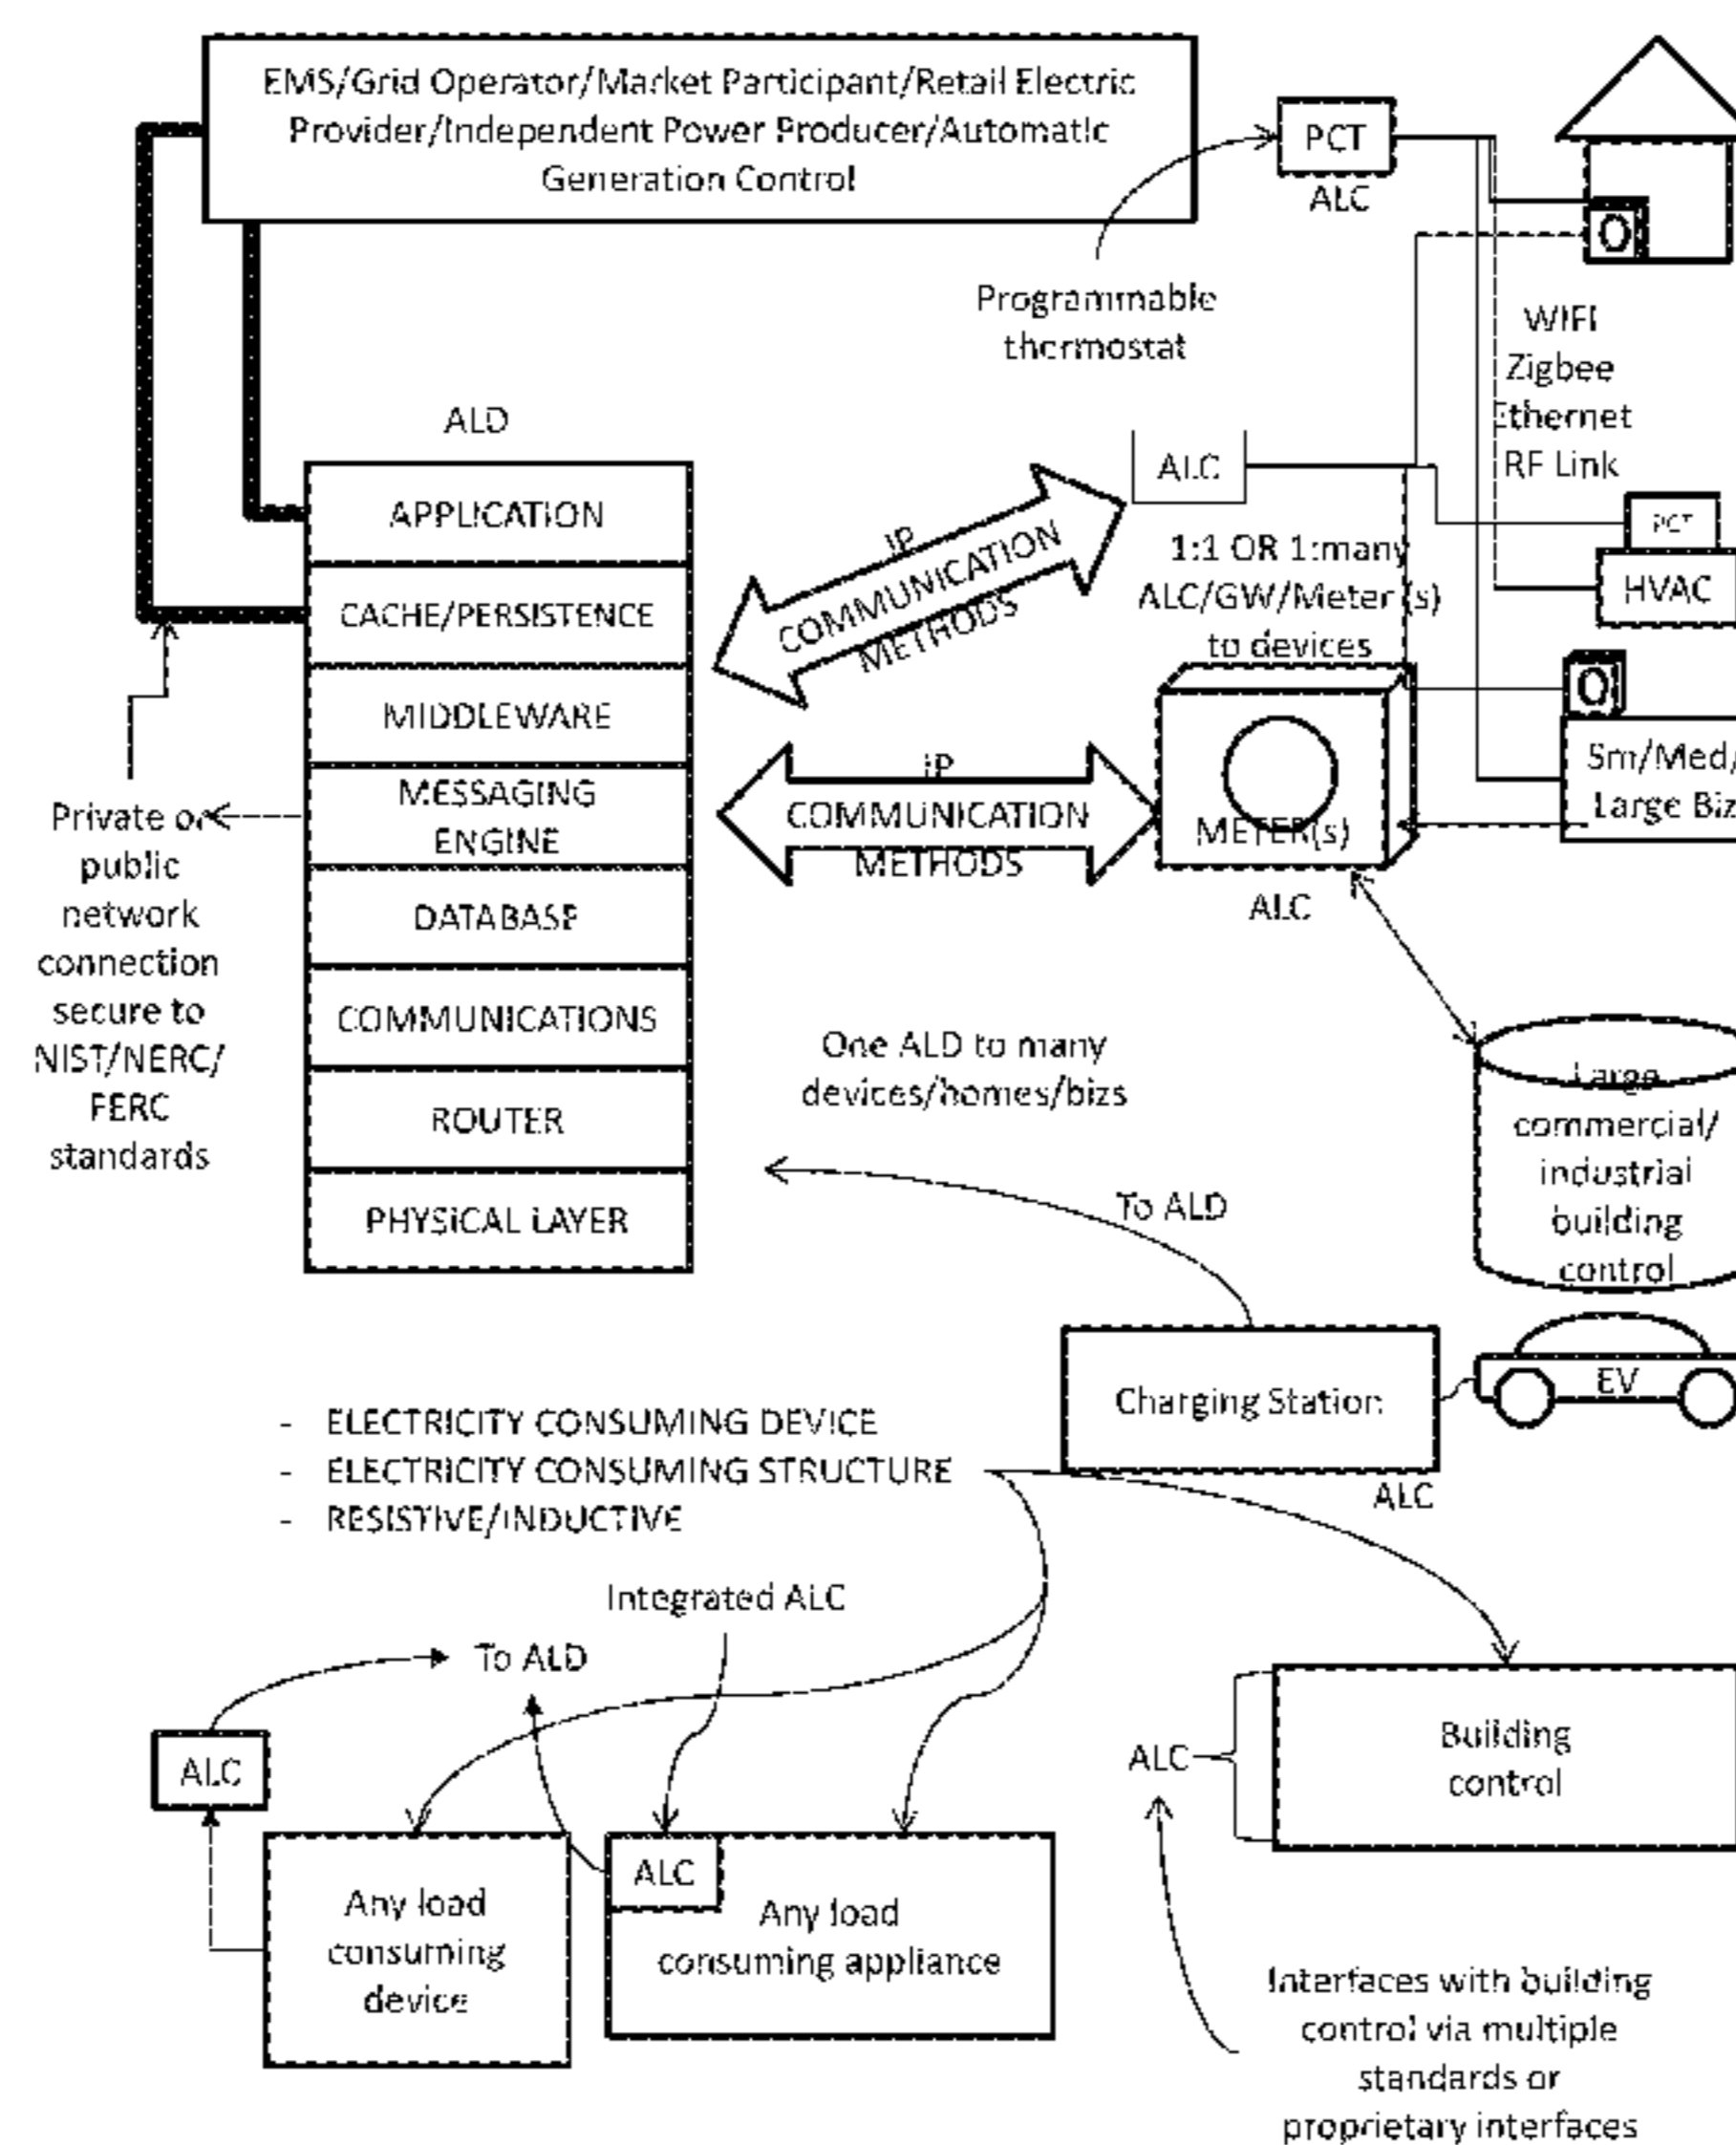 EMS/Grid Operator/Market Participant/Retail Electric
Provider/Independent Power Producer/Automatic
Generation Control
PCT
ALC
Programmable
thermostat
WIFI
Zigbee
Ethernet
RF Link
ALD
APPLICATION
CACHE/PERSISTENCE
MIDDLEWARE
MESSAGING
ENGINE
DATABASE
COMMUNICATIONS
ROUTER
PHYSICAL LAYER
IP
COMMUNICATION
METHODS
ALC
1:1 OR 1:many
ALC/GW/Meter (s)
to devices
PCT
HVAC
IP
COMMUNICATION
METHODS
METER(s)
ALC
Sm/Med/
Large Biz
Private or
public
network
connection
secure to
NIST/NERC/
FERC
standards
One ALD to many
devices/homes/bizs
Large
commercial/
industrial
building
control
To ALD
Charging Station
ALC
EV
- ELECTRICITY CONSUMING DEVICE
- ELECTRICITY CONSUMING STRUCTURE
- RESISTIVE/INDUCTIVE
Integrated ALC
To ALD
ALC
Any load
consuming
device
ALC
Any load
consuming appliance
ALC
Building
control
Interfaces with building
control via multiple
standards or
proprietary interfaces